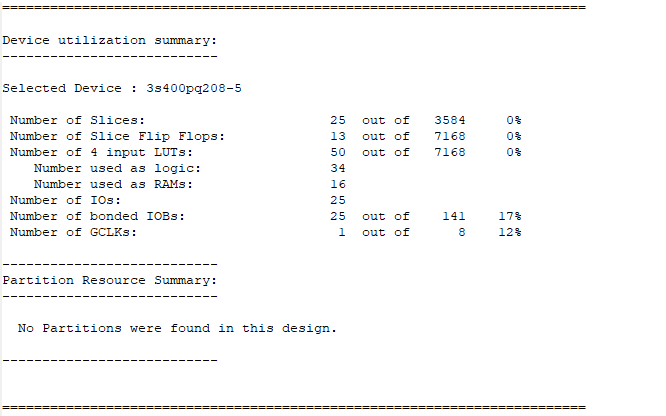 =========================================================================
Device utilization summary:
---------------------------
Selected Device : 3s400pq208-5
Number of Slices: 25 out of 3584 0%
Number of Slice Flip Flops: 13 out of 7168 0%
Number of 4 input LUTs: 50 out of 7168 0%
Number used as logic: 34
Number used as RAMs: 16
Number of IOs: 25
Number of bonded IOBs: 25 out of 141 17%
Number of GCLKs: 1 out of 8 12%
---------------------------
Partition Resource Summary:
---------------------------
No Partitions were found in this design.
---------------------------
=========================================================================